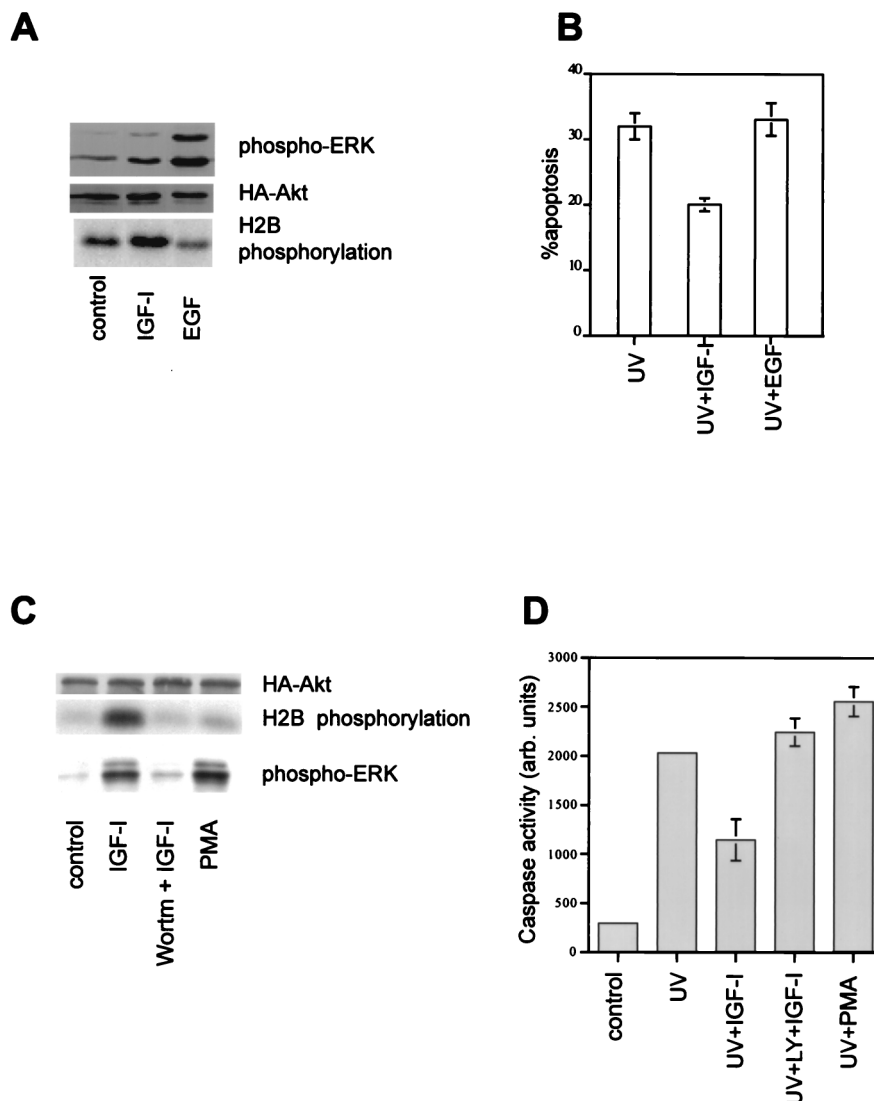 A
phospho-ERK
HA-Akt
H2B
phosphorylation
control
IGF-I
EGF
B
%apoptosis
40
30
20
10
0
UV
UV+IGF-I
UV+EGF
C
HA-Akt
H2B phosphorylation
phospho-ERK
control
IGF-I
Wortm + IGF-I
PMA
D
Caspase activity (arb. units)
3000
2500
2000
1500
1000
500
0
control
UV
UV+IGF-I
UV+LY+IGF-I
UV+PMA